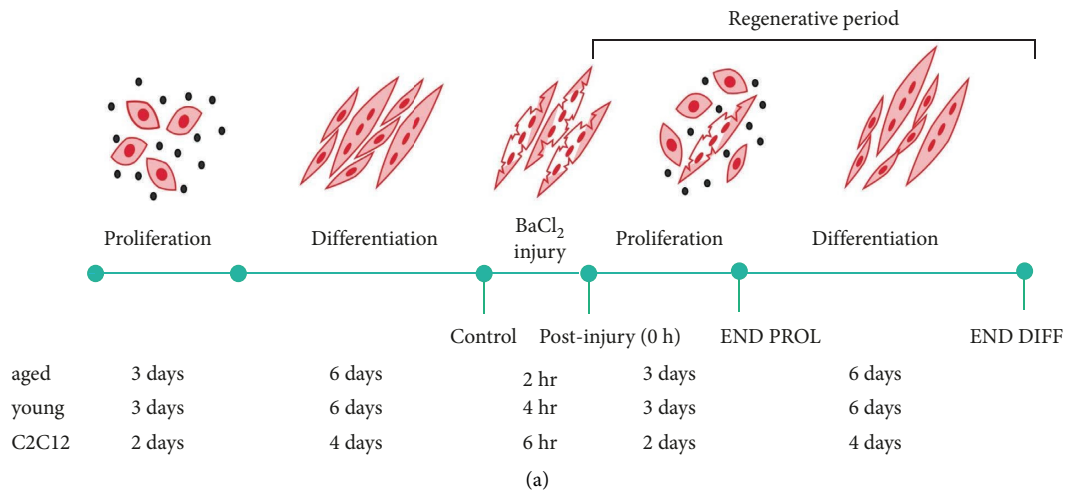 Regenerative period
Proliferation Differentiation BaCl₂ injury Proliferation Differentiation
Control Post-injury (0 h) END PROL END DIFF
aged 3 days 6 days 2 hr 3 days 6 days
young 3 days 6 days 4 hr 3 days 6 days
C2C12 2 days 4 days 6 hr 2 days 4 days
(a)